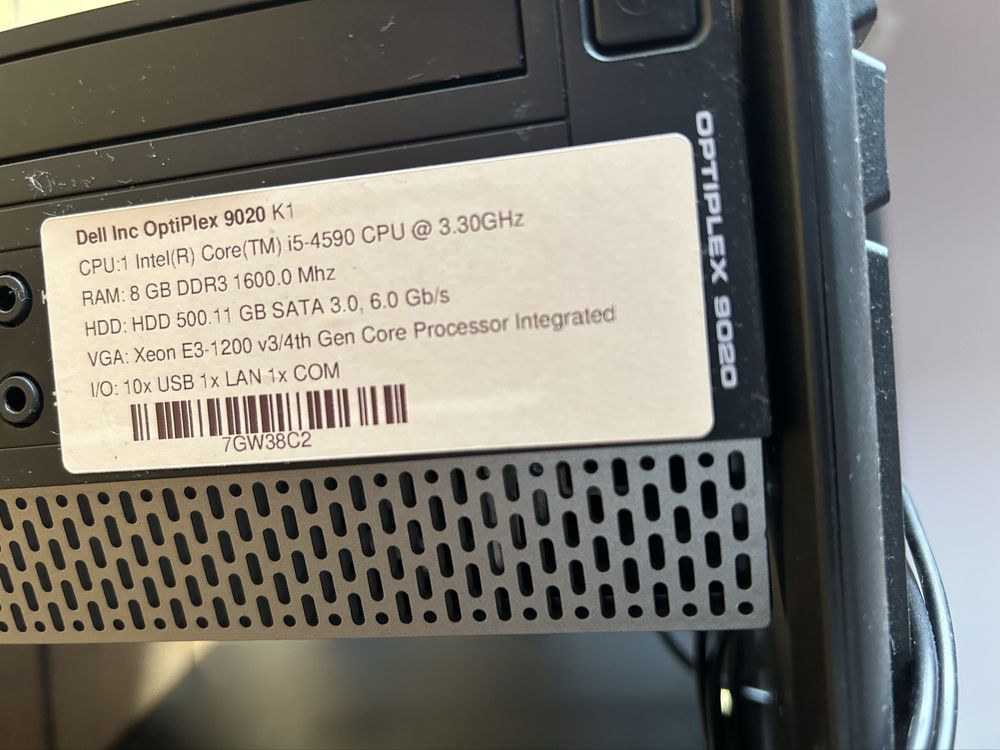 Dell Inc OptiPlex 9020 K1
CPU:1 Intel(R) Core(TM) i5-4590 CPU @ 3.30GHz
RAM: 8 GB DDR3 1600.0 Mhz
HDD: HDD 500.11 GB SATA 3.0, 6.0 Gb/s
VGA: Xeon E3-1200 v3/4th Gen Core Processor Integrated
I/O: 10x USB 1x LAN 1x COM
7GW38C2
OPTIPLEX 9020